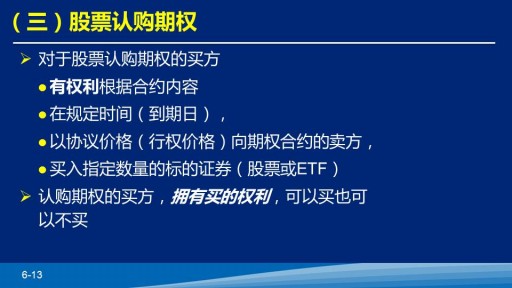 （三）股票认购期权
对于股票认购期权的买方
有权利根据合约内容
在规定时间（到期日），
以协议价格（行权价格）向期权合约的卖方，
买入指定数量的标的证券（股票或ETF）
认购期权的买方，拥有买的权利，可以买也可
以不买
6-13